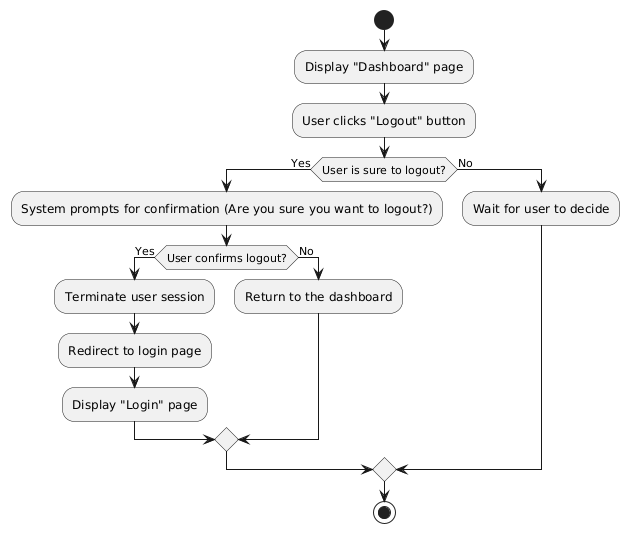 Display "Dashboard" page
User clicks "Logout" button
User is sure to logout?
Yes
No
System prompts for confirmation (Are you sure you want to logout?)
Wait for user to decide
User confirms logout?
Yes
No
Terminate user session
Return to the dashboard
Redirect to login page
Display "Login" page